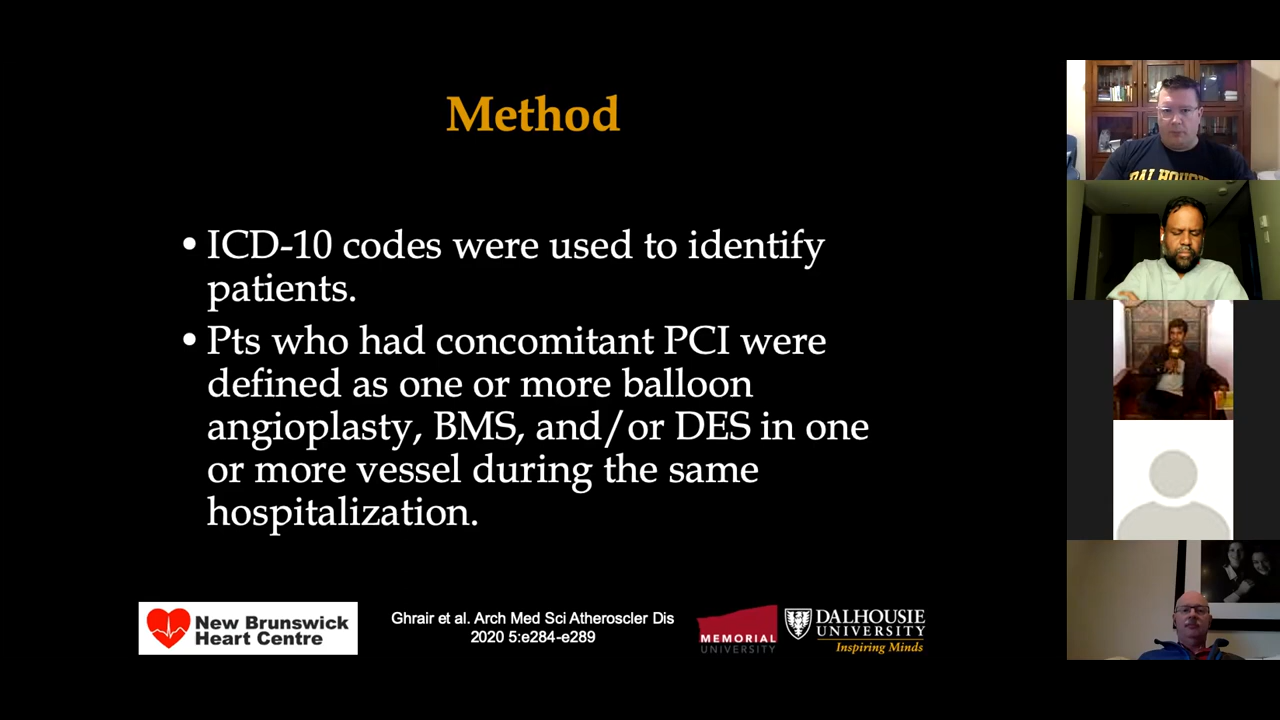 Method
• ICD-10 codes were used to identify
patients.
• Pts who had concomitant PCI were
defined as one or more balloon
angioplasty, BMS, and/or DES in one
or more vessel during the same
hospitalization.
New Brunswick
Heart Centre
Ghrair et al. Arch Med Sci Atheroscler Dis
2020 5:e284-e289
MEMORIAL
UNIVERSITY
DALHOUSIE
UNIVERSITY
Inspiring Minds